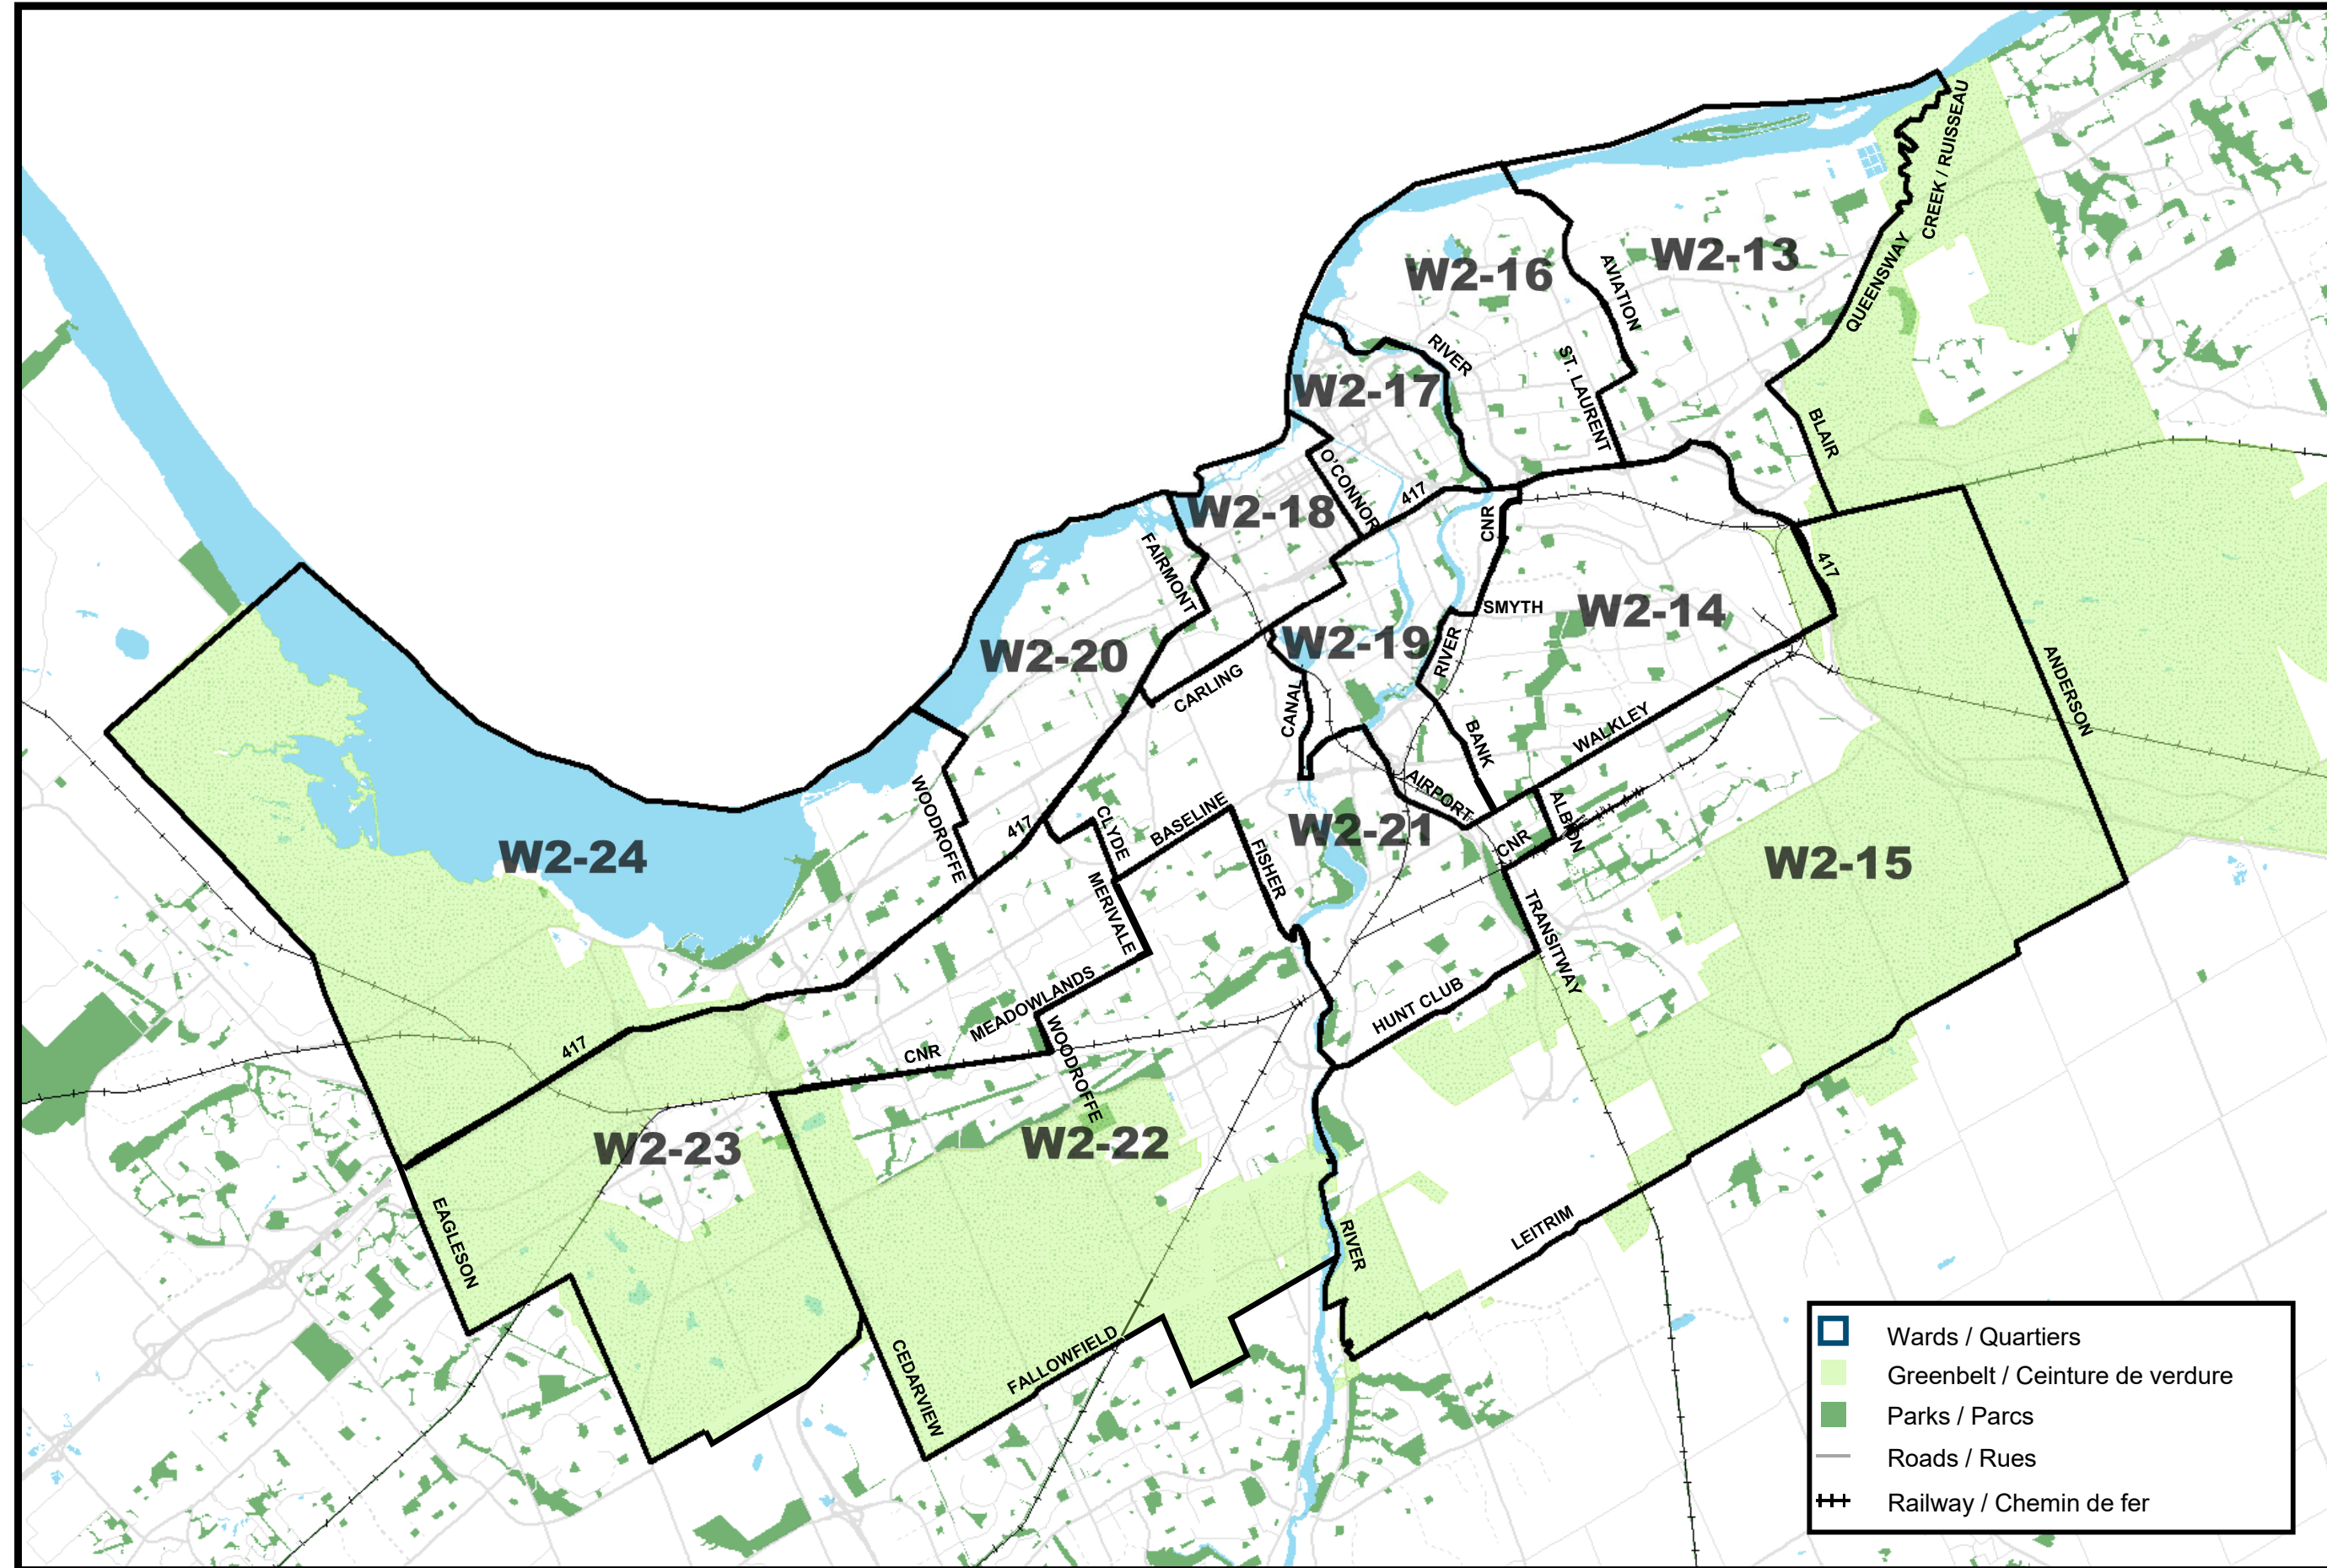 CREEK / RUISSEAU
W2-13
W2-16
QUEENSWAY
AVIATION
RIVER
W2-17
ST. LAURENT
BLAIR
O'CONNOR
417
W2-18
CNR
FAIRMONT
417
SMYTH
W2-14
W2-19
RIVER
W2-20
CARLING
CANAL
ANDERSON
BANK
WALKLEY
WOODROFFE
AIRPORT
417
CLYDE
BASELINE
W2-21
ALBION
CNR
W2-24
FISHER
W2-15
MERIVALE
TRANSITWAY
MEADOWLANDS
HUNT CLUB
417
CNR
WOODROFFE
W2-23
W2-22
EAGLESON
RIVER
LEITRIM
CEDARVIEW
FALLOWFIELD
Wards / Quartiers
Greenbelt / Ceinture de verdure
Parks / Parcs
Roads / Rues
Railway / Chemin de fer